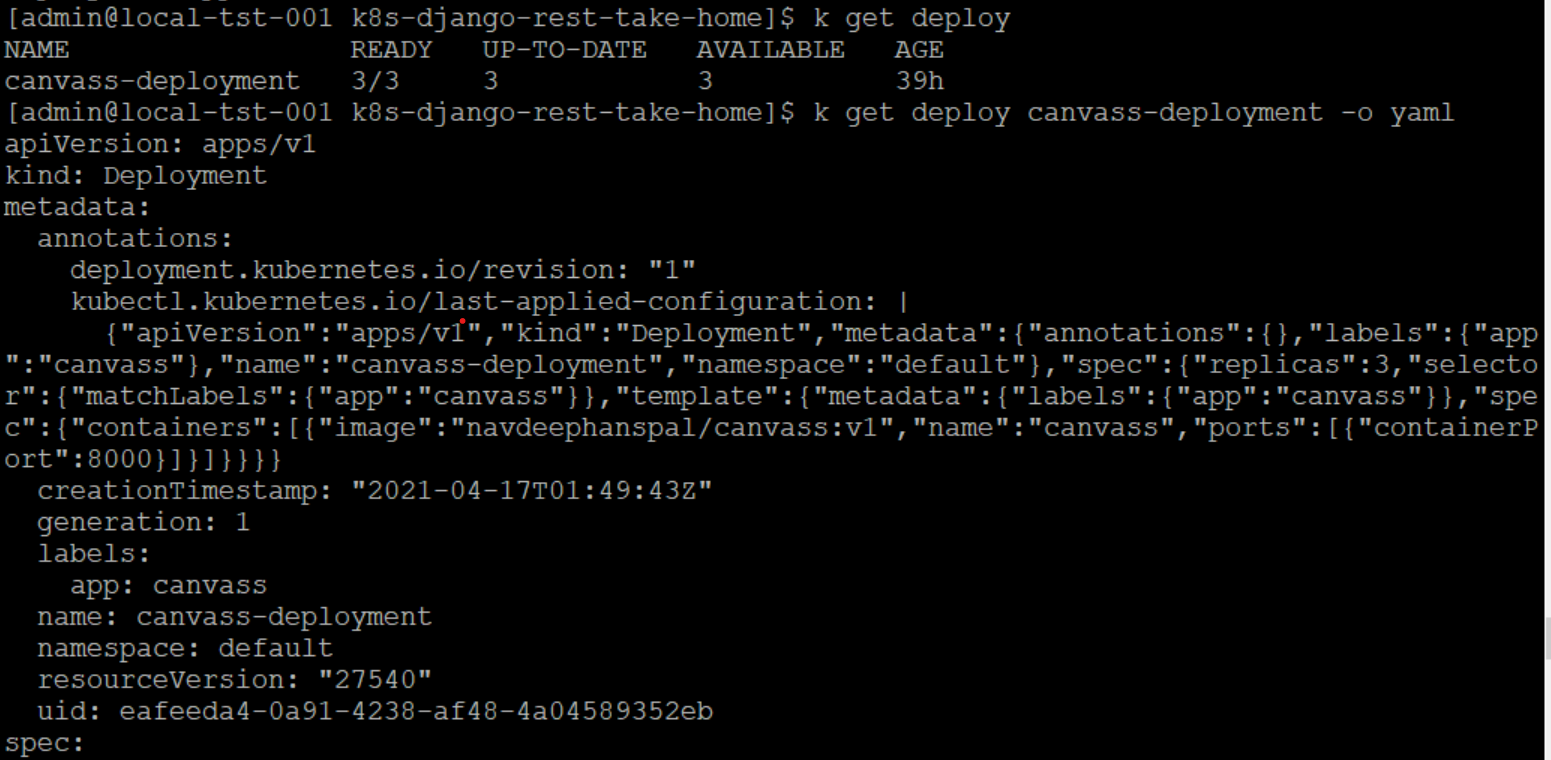 [admin@local-tst-001 k8s-django-rest-take-home]$ k get deploy
NAME                 READY   UP-TO-DATE   AVAILABLE   AGE
canvass-deployment   3/3     3            3           39h
[admin@local-tst-001 k8s-django-rest-take-home]$ k get deploy canvass-deployment -o yaml
apiVersion: apps/v1
kind: Deployment
metadata:
  annotations:
    deployment.kubernetes.io/revision: "1"
    kubectl.kubernetes.io/last-applied-configuration: |
      {"apiVersion":"apps/v1","kind":"Deployment","metadata":{"annotations":{},"labels":{"app
":"canvass"},"name":"canvass-deployment","namespace":"default"},"spec":{"replicas":3,"selecto
r":{"matchLabels":{"app":"canvass"}},"template":{"metadata":{"labels":{"app":"canvass"}},"spe
c":{"containers":[{"image":"navdeephanspal/canvass:v1","name":"canvass","ports":[{"containerP
ort":8000}]}]}}}}
  creationTimestamp: "2021-04-17T01:49:43Z"
  generation: 1
  labels:
    app: canvass
  name: canvass-deployment
  namespace: default
  resourceVersion: "27540"
  uid: eafeeda4-0a91-4238-af48-4a04589352eb
spec: